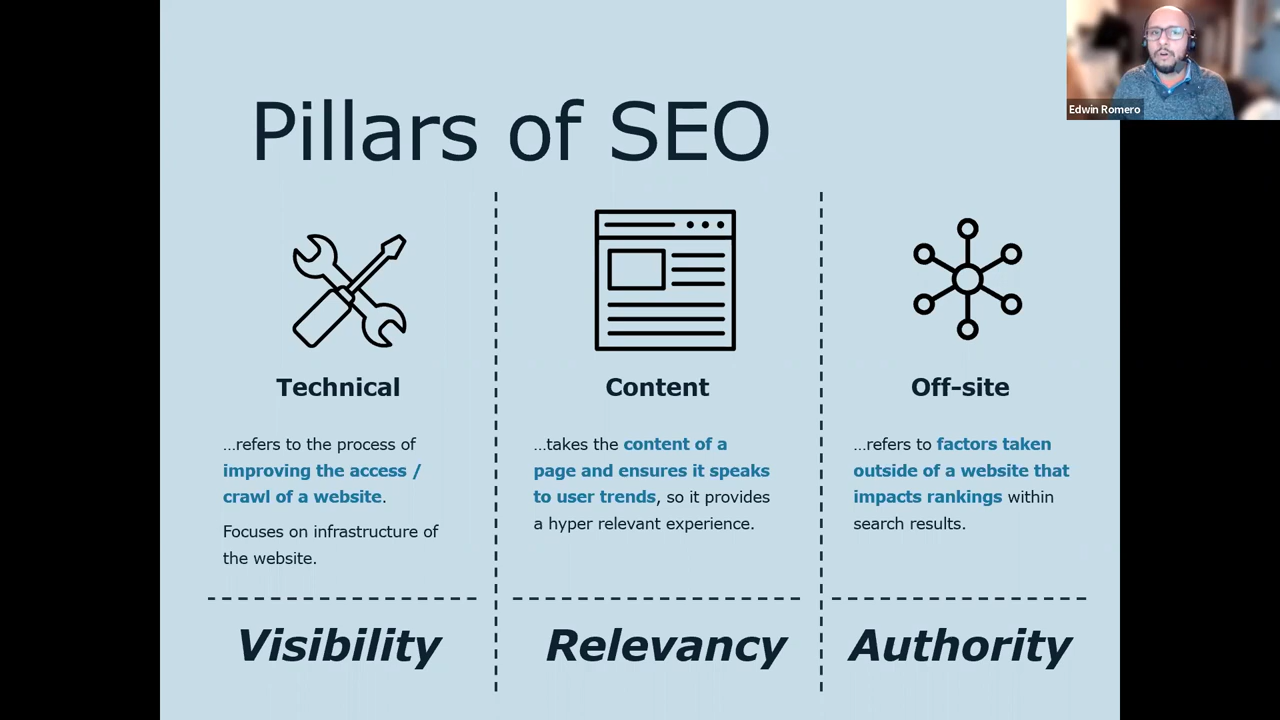 Pillars of SEO
Edwin Romero
Technical
...refers to the process of
improving the access /
crawl of a website.
Focuses on infrastructure of
the website.
Visibility
Content
...takes the content of a
page and ensures it speaks
to user trends, so it provides
a hyper relevant experience.
Relevancy
Off-site
...refers to factors taken
outside of a website that
impacts rankings within
search results.
Authority